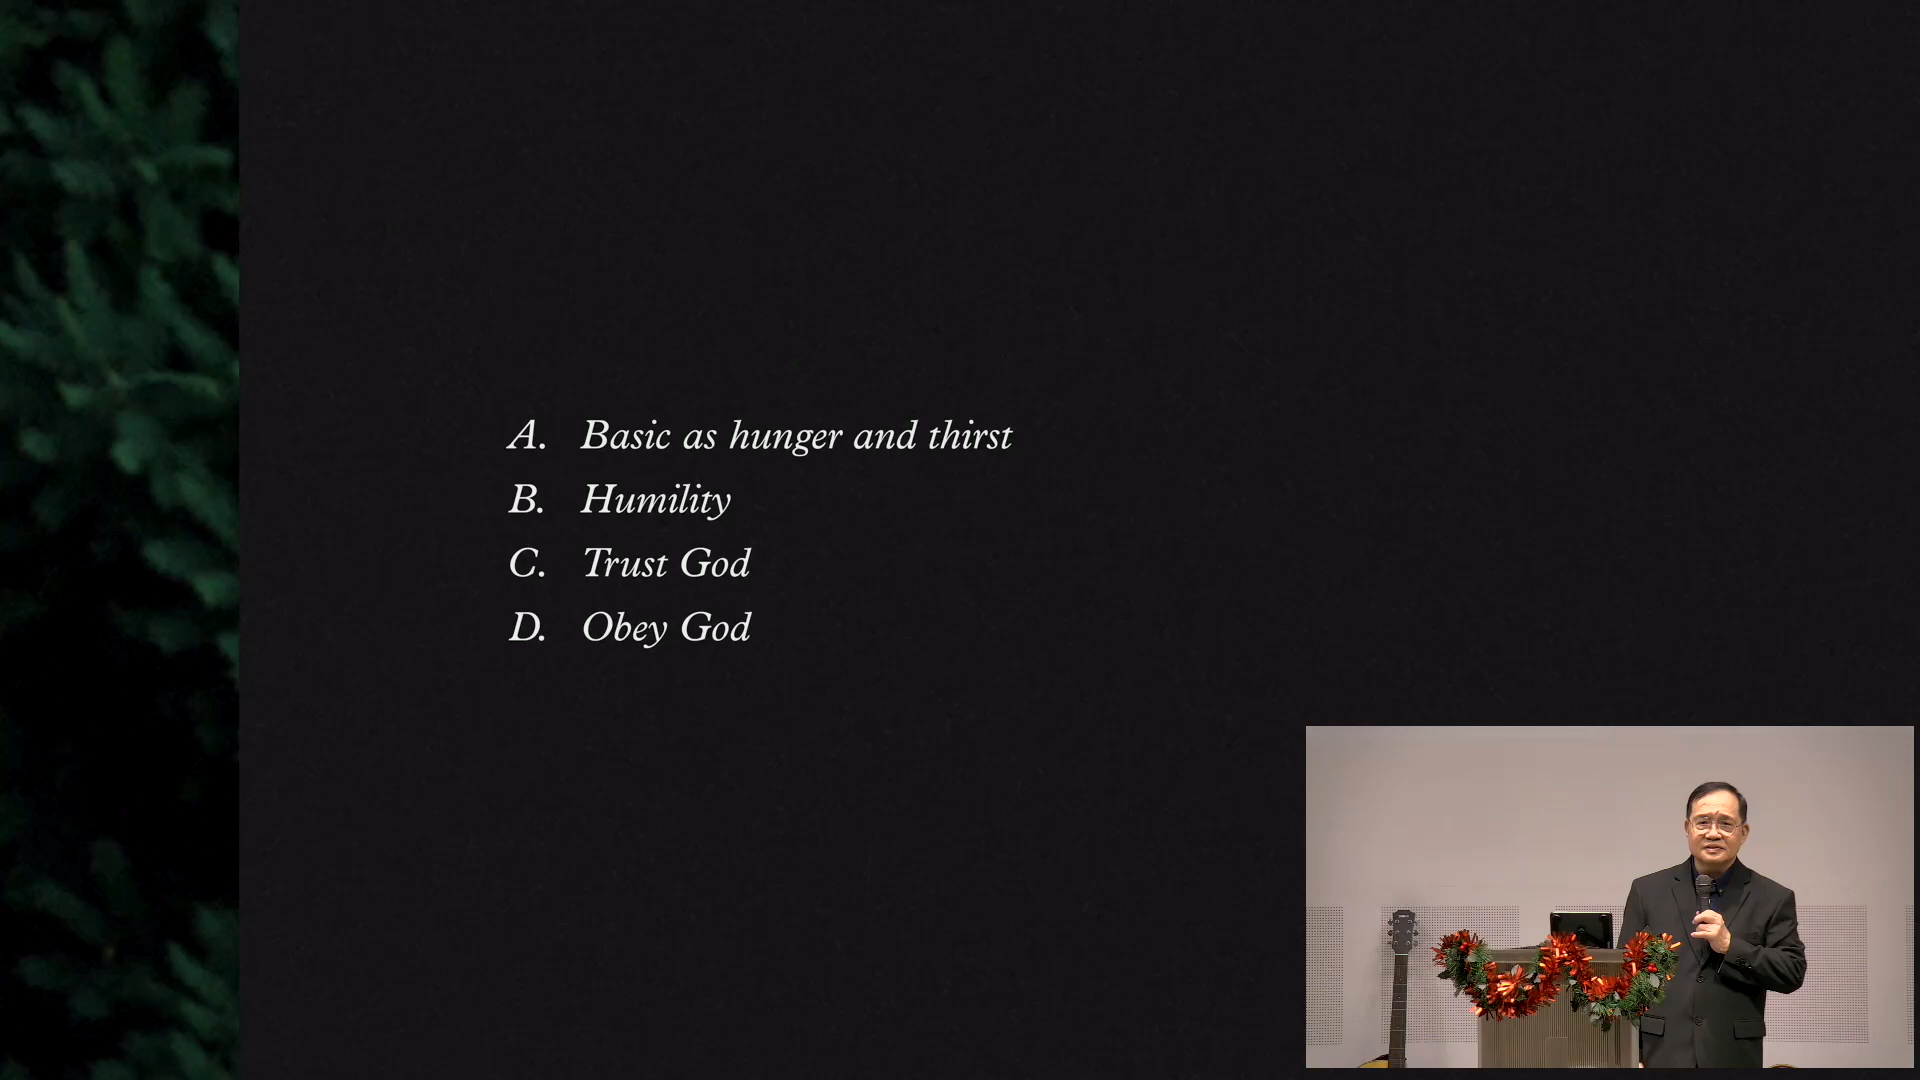 A. Basic as hunger and thirst
B. Humility
C. Trust God
D. Obey God